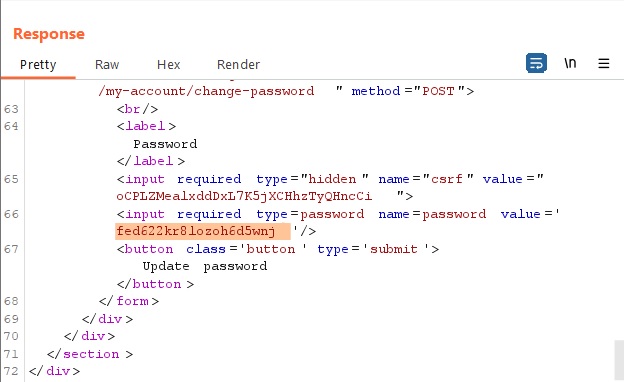 Response
Pretty Raw Hex Render \n
/my-account/change-password " method ="POST">
63 <br/>
64 <label>
Password
</label>
65 <input required type="hidden" name="csrf" value="
oCPLZMealxddDxL7K5jXCHhzTyQHncCi ">
66 <input required type=password name=password value='
fed622kr8lozoh6d5wnj '/>
67 <button class='button' type='submit'>
Update password
</button>
68 </form>
69 </div>
70 </div>
71 </section>
72 </div>